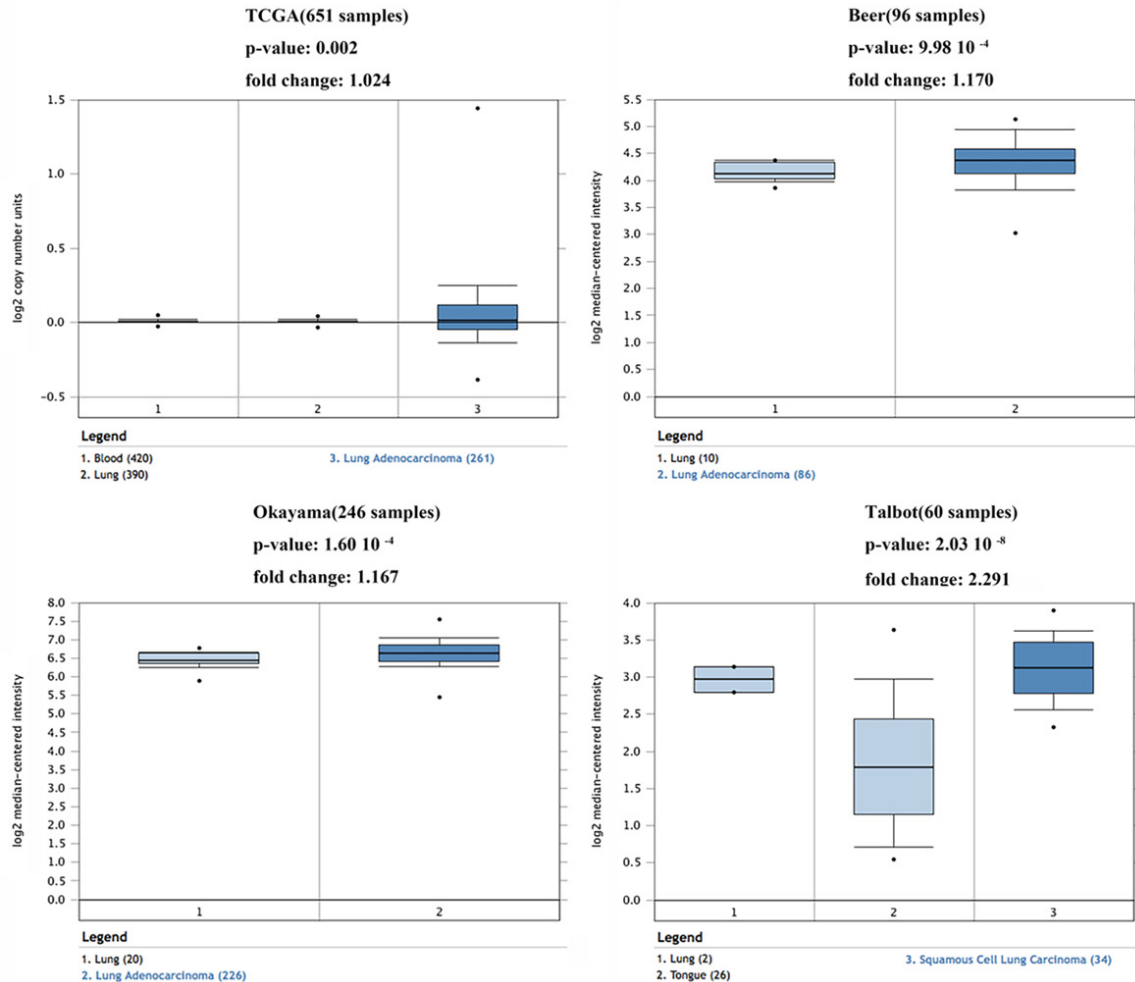 TCGA(651 samples)
p-value: 0.002
fold change: 1.024
1.5
1.0
0.5
0.0
−0.5
log2 copy number units
1 2 3
Legend
1. Blood (420) 3. Lung Adenocarcinoma (261)
2. Lung (390)
Beer(96 samples)
p-value: 9.98 10 -4
fold change: 1.170
5.5
5.0
4.5
4.0
3.5
3.0
2.5
2.0
1.5
1.0
0.5
0.0
log2 median-centered intensity
1 2
Legend
1. Lung (10)
2. Lung Adenocarcinoma (86)
Okayama(246 samples)
p-value: 1.60 10 -4
fold change: 1.167
8.0
7.5
7.0
6.5
6.0
5.5
5.0
4.5
4.0
3.5
3.0
2.5
2.0
1.5
1.0
0.5
0.0
log2 median-centered intensity
1 2
Legend
1. Lung (20)
2. Lung Adenocarcinoma (226)
Talbot(60 samples)
p-value: 2.03 10 -8
fold change: 2.291
4.0
3.5
3.0
2.5
2.0
1.5
1.0
0.5
0.0
log2 median-centered intensity
1 2 3
Legend
1. Lung (2) 3. Squamous Cell Lung Carcinoma (34)
2. Tongue (26)